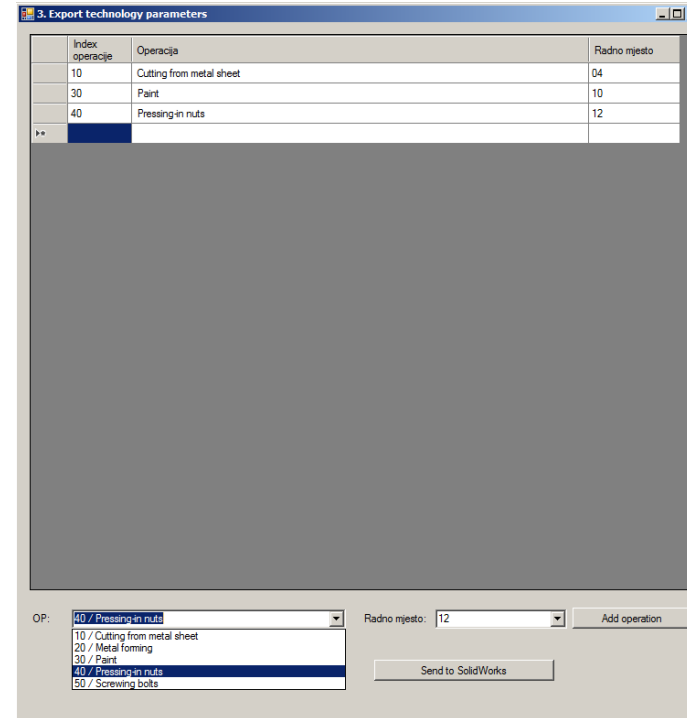 3. Export technology parameters
Index operacije Operacija Radno mjesto
10 Cutting from metal sheet 04
30 Paint 10
40 Pressing-in nuts 12
OP: 40 / Pressing-in nuts Radno mjesto: 12 Add operation
10 / Cutting from metal sheet
20 / Metal forming
30 / Paint
40 / Pressing-in nuts
50 / Screwing bolts
Send to SolidWorks